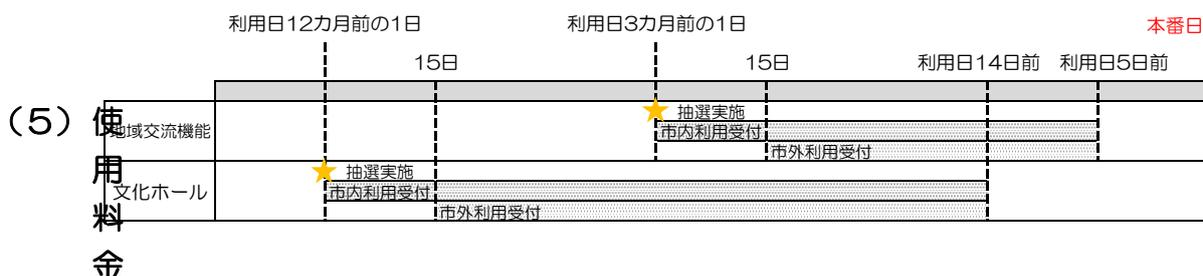 利用日12カ月前の1日 利用日3カ月前の1日 本番日
15日 15日 利用日14日前 利用日5日前
（5）使用料金
地域交流機能
抽選実施
市内利用受付
市外利用受付
文化ホール
抽選実施
市内利用受付
市外利用受付